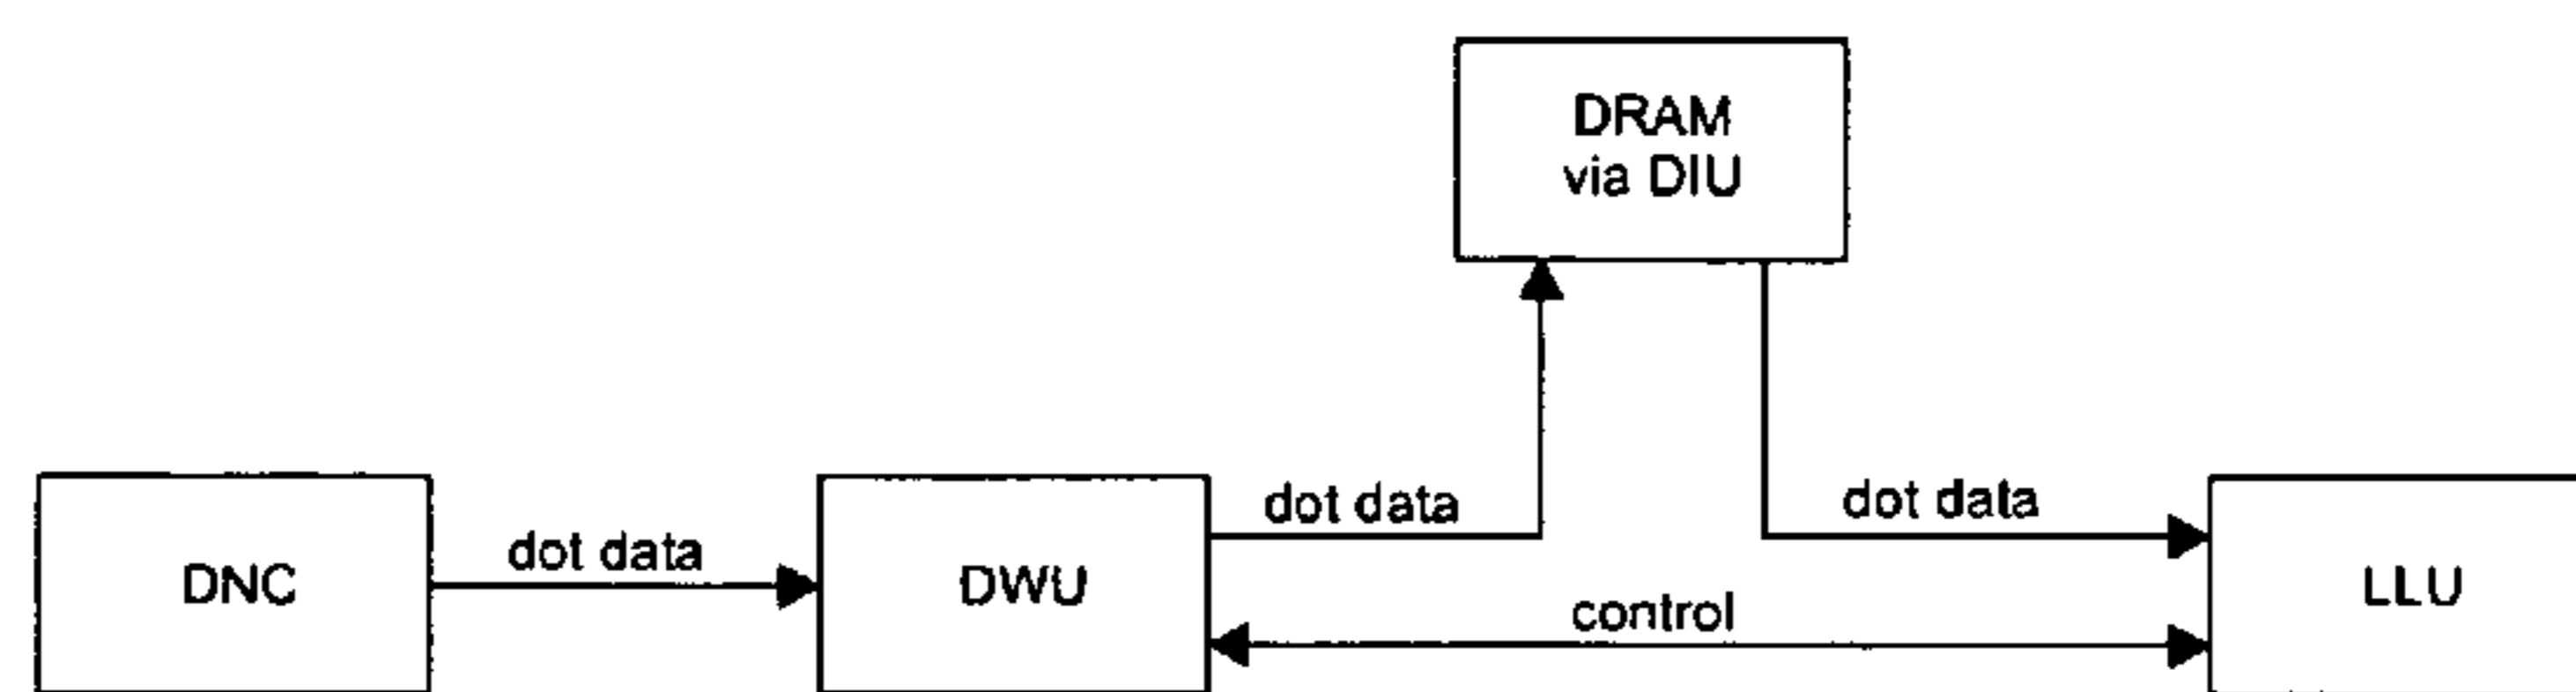 DRAM
via DIU
dot data
dot data
dot data
DNC
DWU
LLU
control